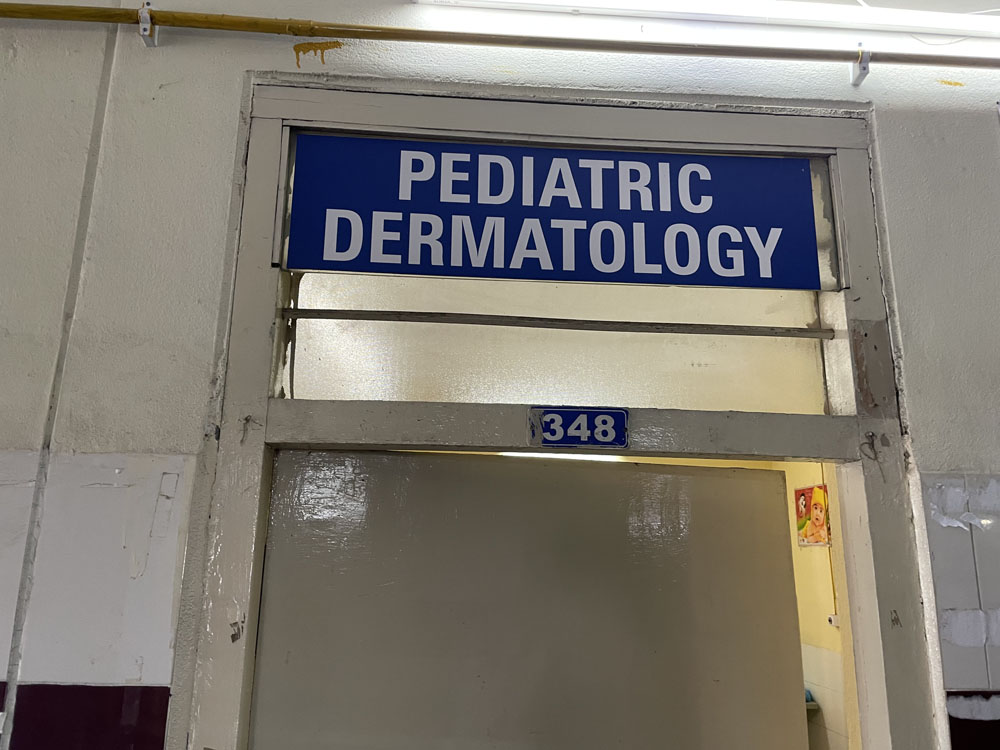 PEDIATRIC
DERMATOLOGY
348